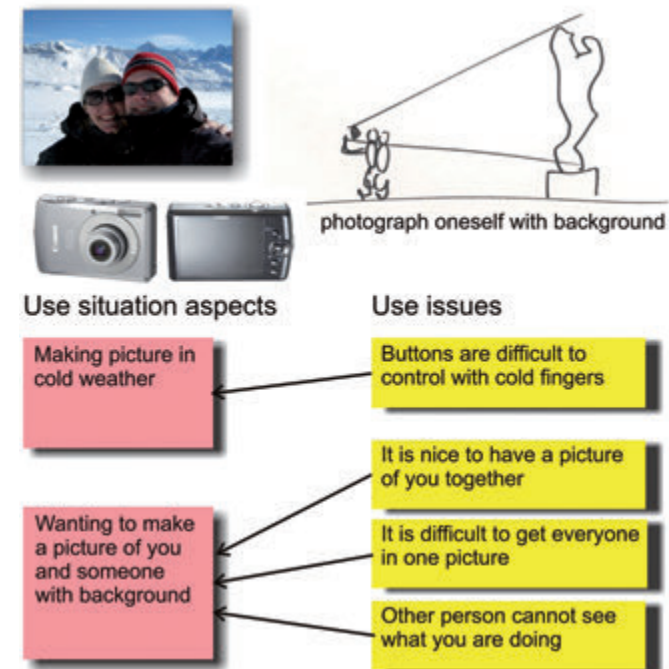 photograph oneself with background
Use situation aspects
Use issues
Making picture in
cold weather
Buttons are difficult to
control with cold fingers
It is nice to have a picture
of you together
Wanting to make
a picture of you
and someone
with background
It is difficult to get everyone
in one picture
Other person cannot see
what you are doing